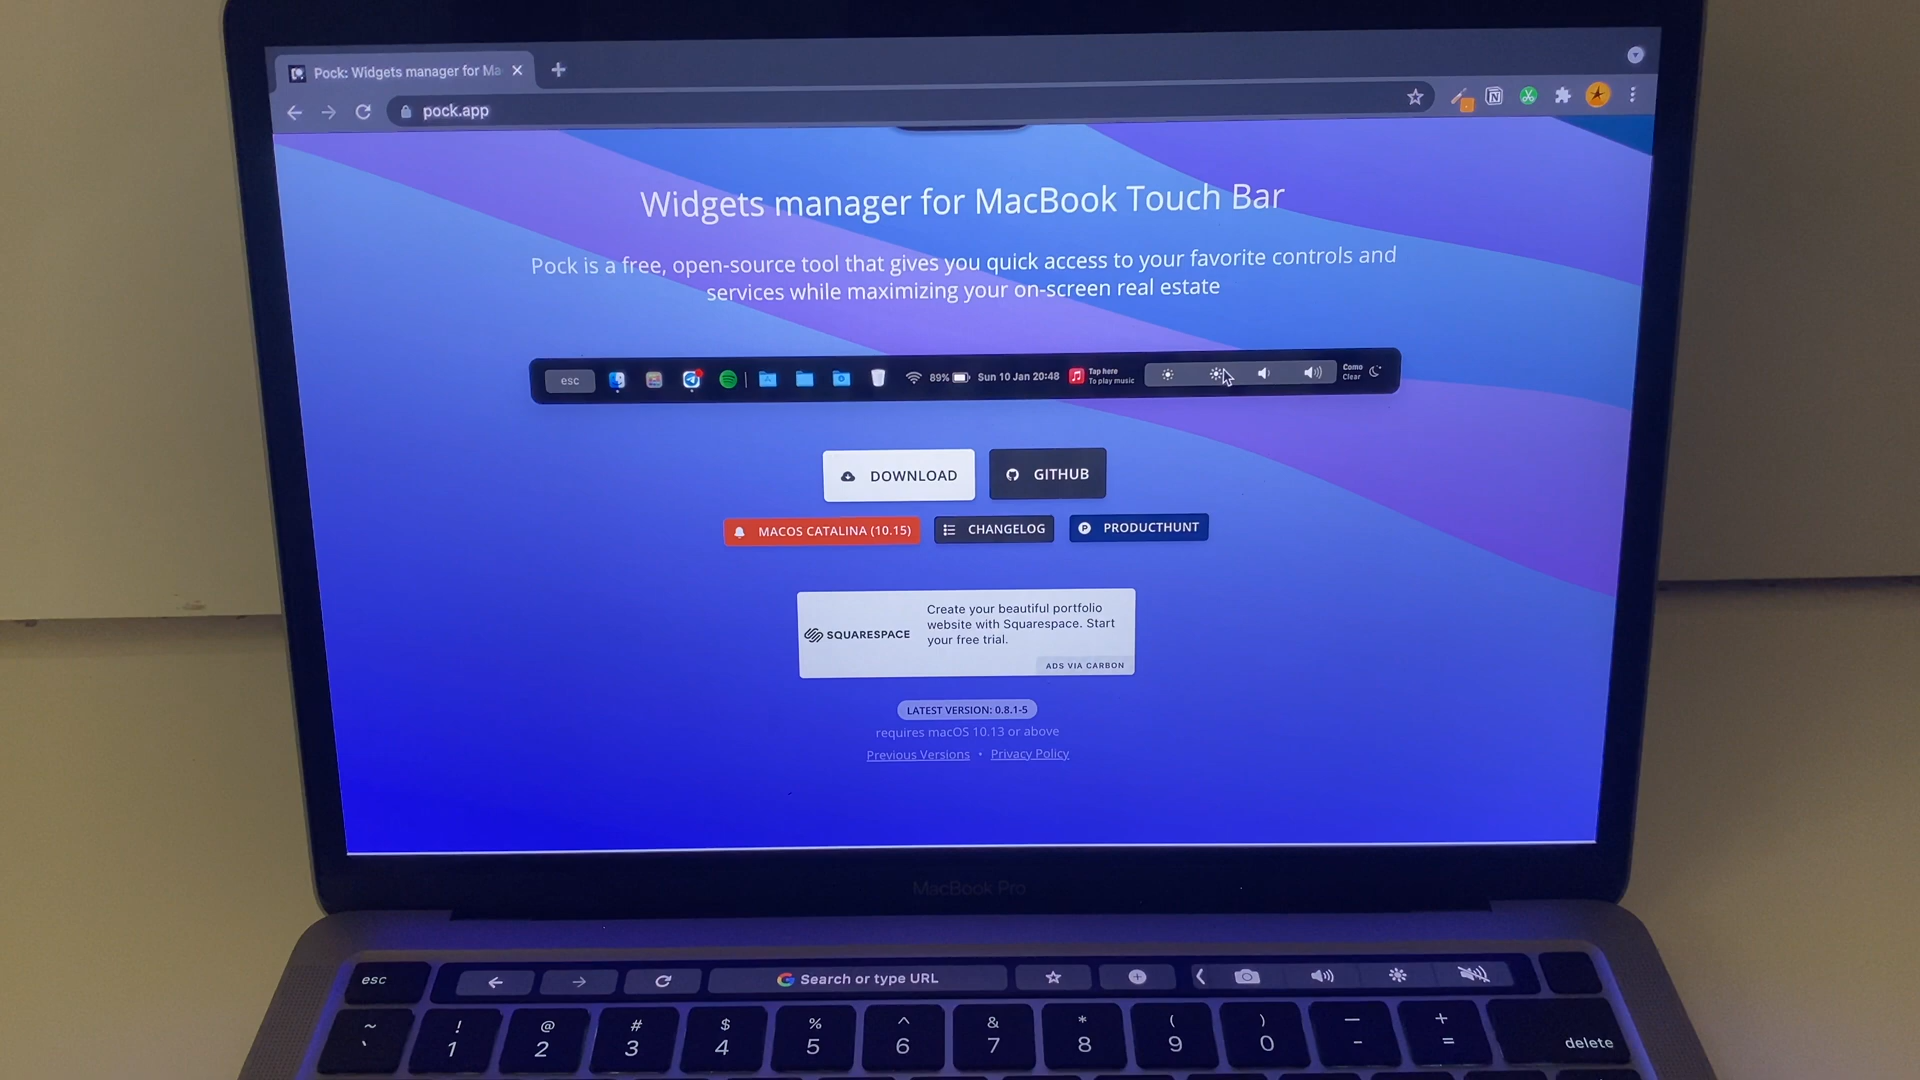 Pock: Widgets manager for Ma
pock.app
Widgets manager for MacBook Touch Bar
Pock is a free, open-source tool that gives you quick access to your favorite controls and
services while maximizing your on-screen real estate
esc
89%
Sun 10 Jan 20:48
Tap here
To play music
Como
Clear
DOWNLOAD
GITHUB
MACOS CATALINA (10.15)
CHANGELOG
PRODUCTHUNT
SQUARESPACE
Create your beautiful portfolio
website with Squarespace. Start
your free trial.
ADS VIA CARBON
LATEST VERSION: 0.8.1-5
requires macOS 10.13 or above
Previous Versions • Privacy Policy
MacBook Pro
esc
Search or type URL
~ ! @ # $ % ^ & * ( ) — +
` 1 2 3 4 5 6 7 8 9 0 - = delete